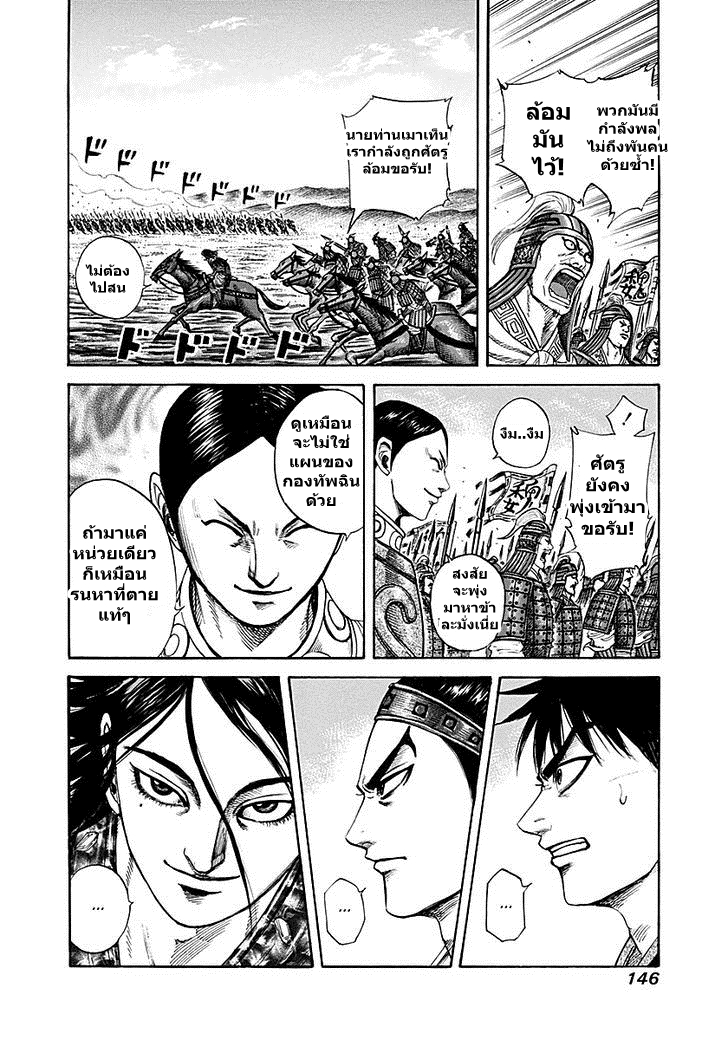 พวกมันมี
กำลังพล
ไม่ถึงพันคน
ด้วยซ้ำ!
ล้อม
มัน
ไว้!
นายท่านเมาเท็น
เรากำลังถูกศัตรู
ล้อมขอรับ!
ドドドドドド
ไม่ต้อง
ไปสน
ドドドド
!
ศัตรู
ยังคง
พุ่งเข้ามา
ขอรับ!
งืม..งืม
สงสัย
จะพุ่ง
มาหาข้า
ละมั่งเนี่ย
ดูเหมือน
จะไม่ใช่
แผนของ
กองทัพฉิน
ด้วย
ถ้ามาแค่
หน่วยเดียว
ก็เหมือน
รนหาที่ตาย
แท้ๆ
...
...
...
146